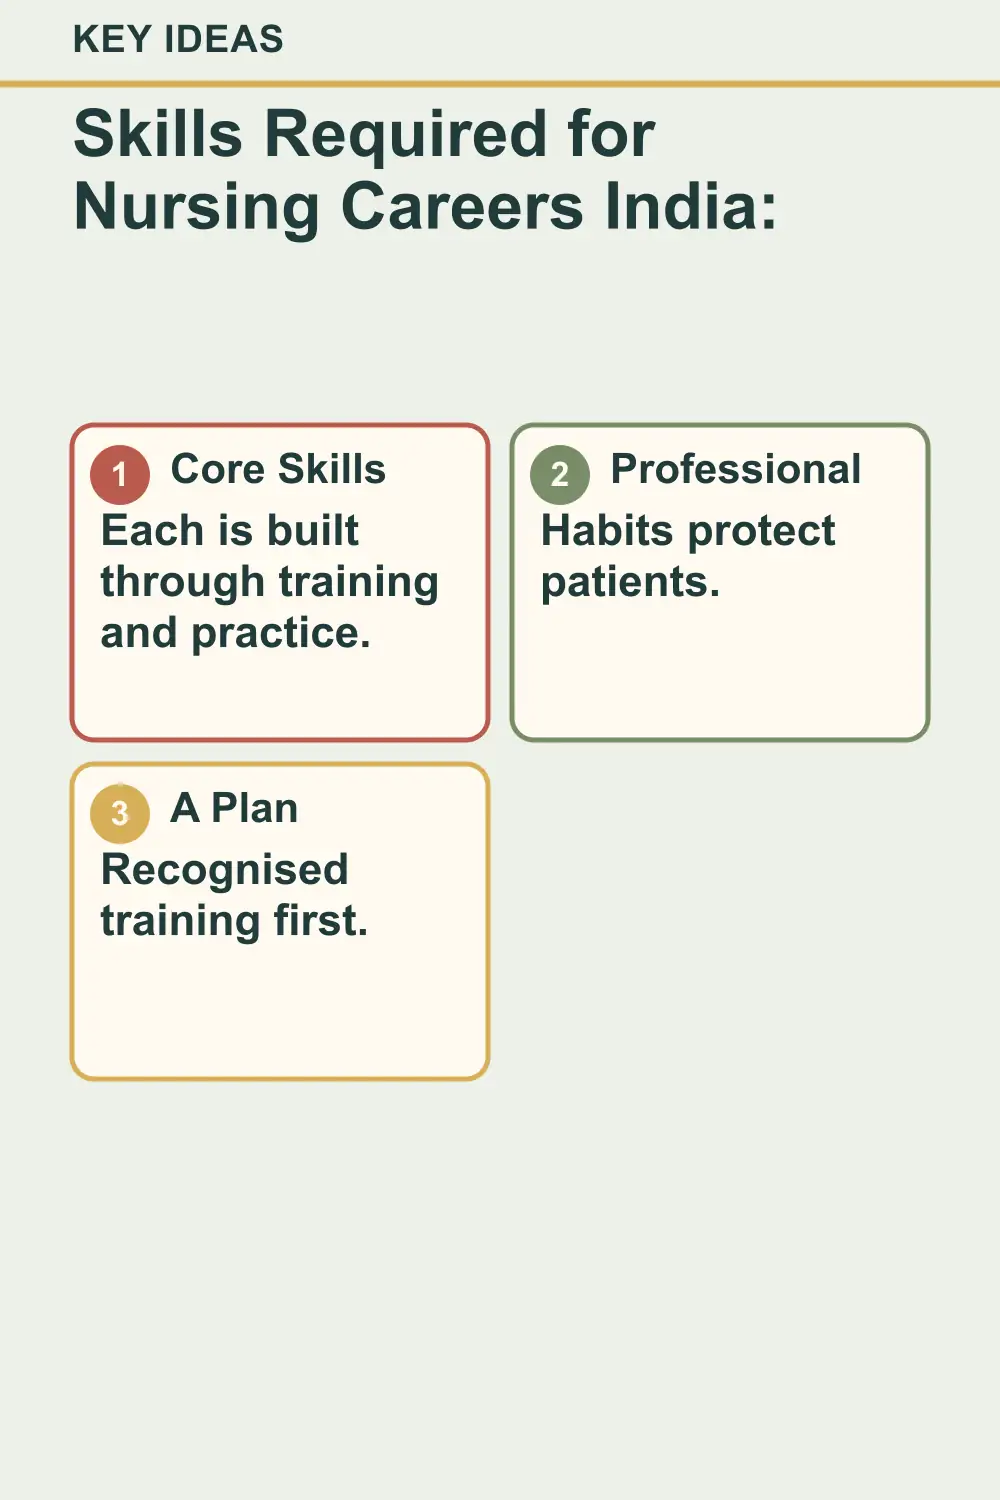 KEY IDEAS
Skills Required for
Nursing Careers India:
1 Core Skills
Each is built
through training
and practice.
2 Professional
Habits protect
patients.
3 A Plan
Recognised
training first.